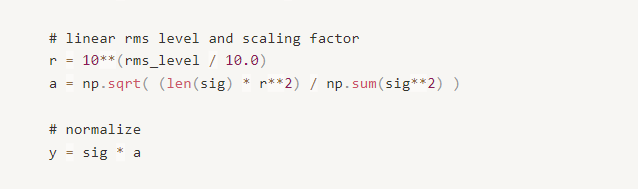 # linear rms level and scaling factor
r = 10**(rms_level / 10.0)
a = np.sqrt( (len(sig) * r**2) / np.sum(sig**2) )
# normalize
y = sig * a